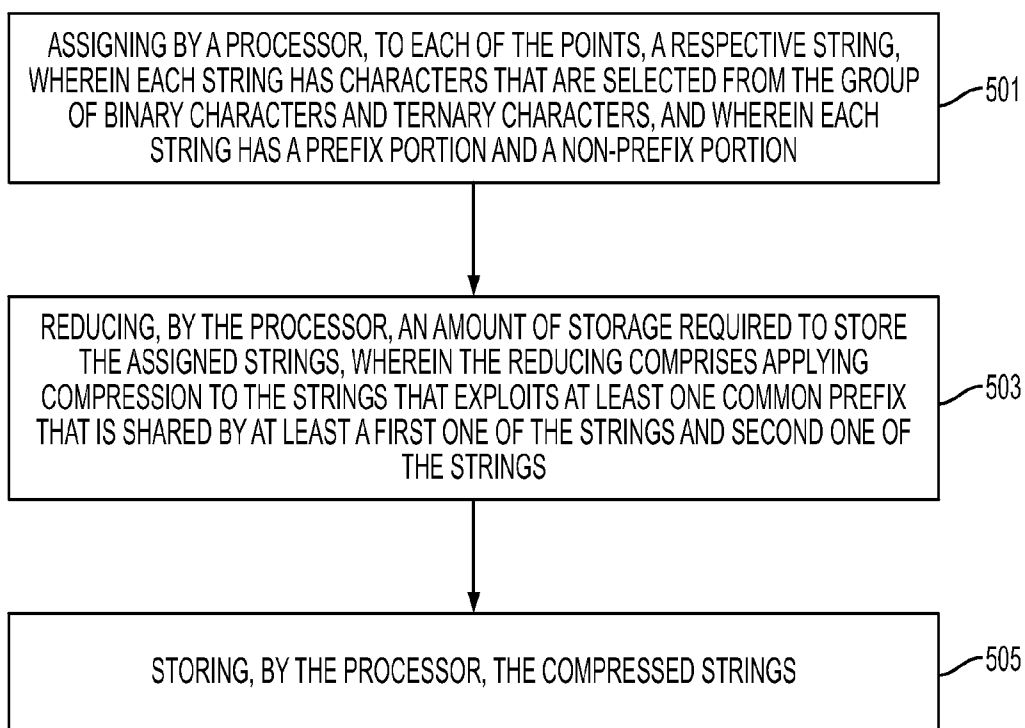 ASSIGNING BY A PROCESSOR, TO EACH OF THE POINTS, A RESPECTIVE STRING,
WHEREIN EACH STRING HAS CHARACTERS THAT ARE SELECTED FROM THE GROUP
OF BINARY CHARACTERS AND TERNARY CHARACTERS, AND WHEREIN EACH
STRING HAS A PREFIX PORTION AND A NON-PREFIX PORTION
501
REDUCING, BY THE PROCESSOR, AN AMOUNT OF STORAGE REQUIRED TO STORE
THE ASSIGNED STRINGS, WHEREIN THE REDUCING COMPRISES APPLYING
COMPRESSION TO THE STRINGS THAT EXPLOITS AT LEAST ONE COMMON PREFIX
THAT IS SHARED BY AT LEAST A FIRST ONE OF THE STRINGS AND SECOND ONE OF
THE STRINGS
503
STORING, BY THE PROCESSOR, THE COMPRESSED STRINGS
505